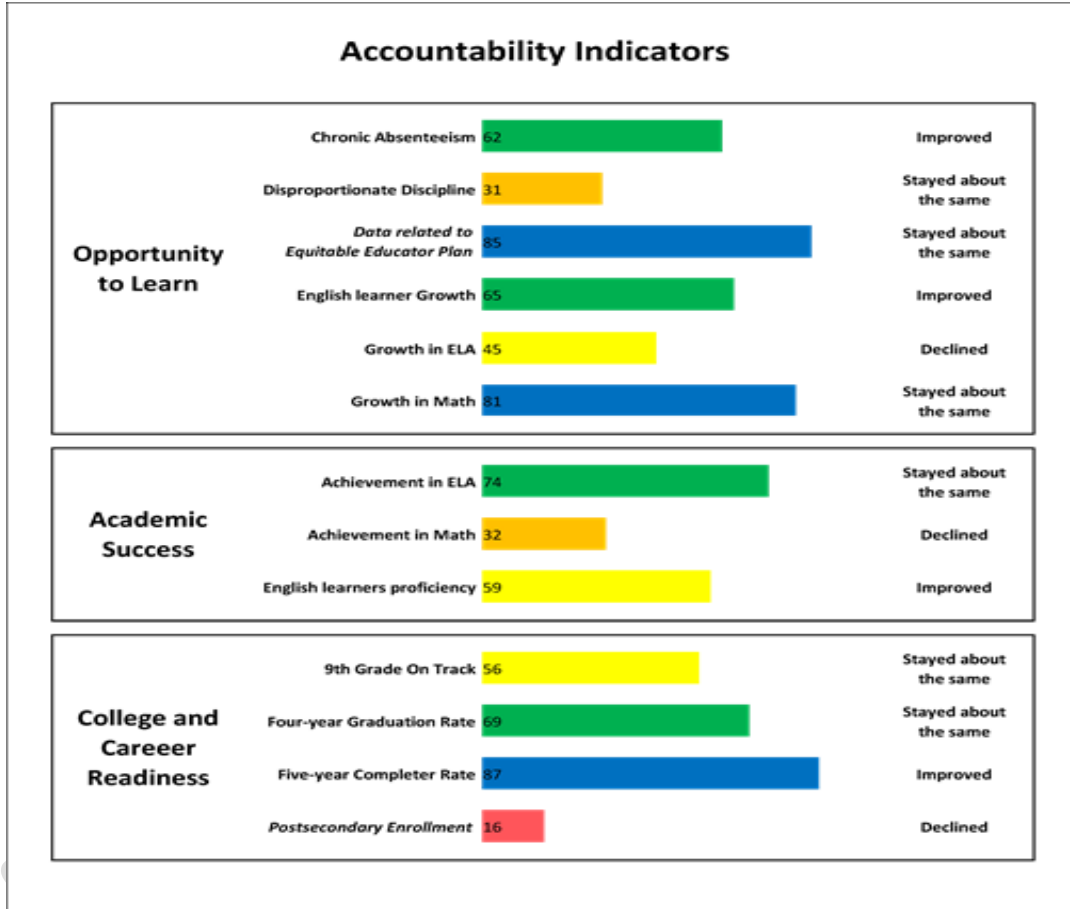 Accountability Indicators
Opportunity
to Learn
Chronic Absenteeism 62 Improved
Disproportionate Discipline 31 Stayed about
the same
Data related to
Equitable Educator Plan 85 Stayed about
the same
English learner Growth 65 Improved
Growth in ELA 45 Declined
Growth in Math 81 Stayed about
the same
Academic
Success
Achievement in ELA 74 Stayed about
the same
Achievement in Math 32 Declined
English learners proficiency 59 Improved
College and
Careeer
Readiness
9th Grade On Track 56 Stayed about
the same
Four-year Graduation Rate 69 Stayed about
the same
Five-year Completer Rate 87 Improved
Postsecondary Enrollment 16 Declined